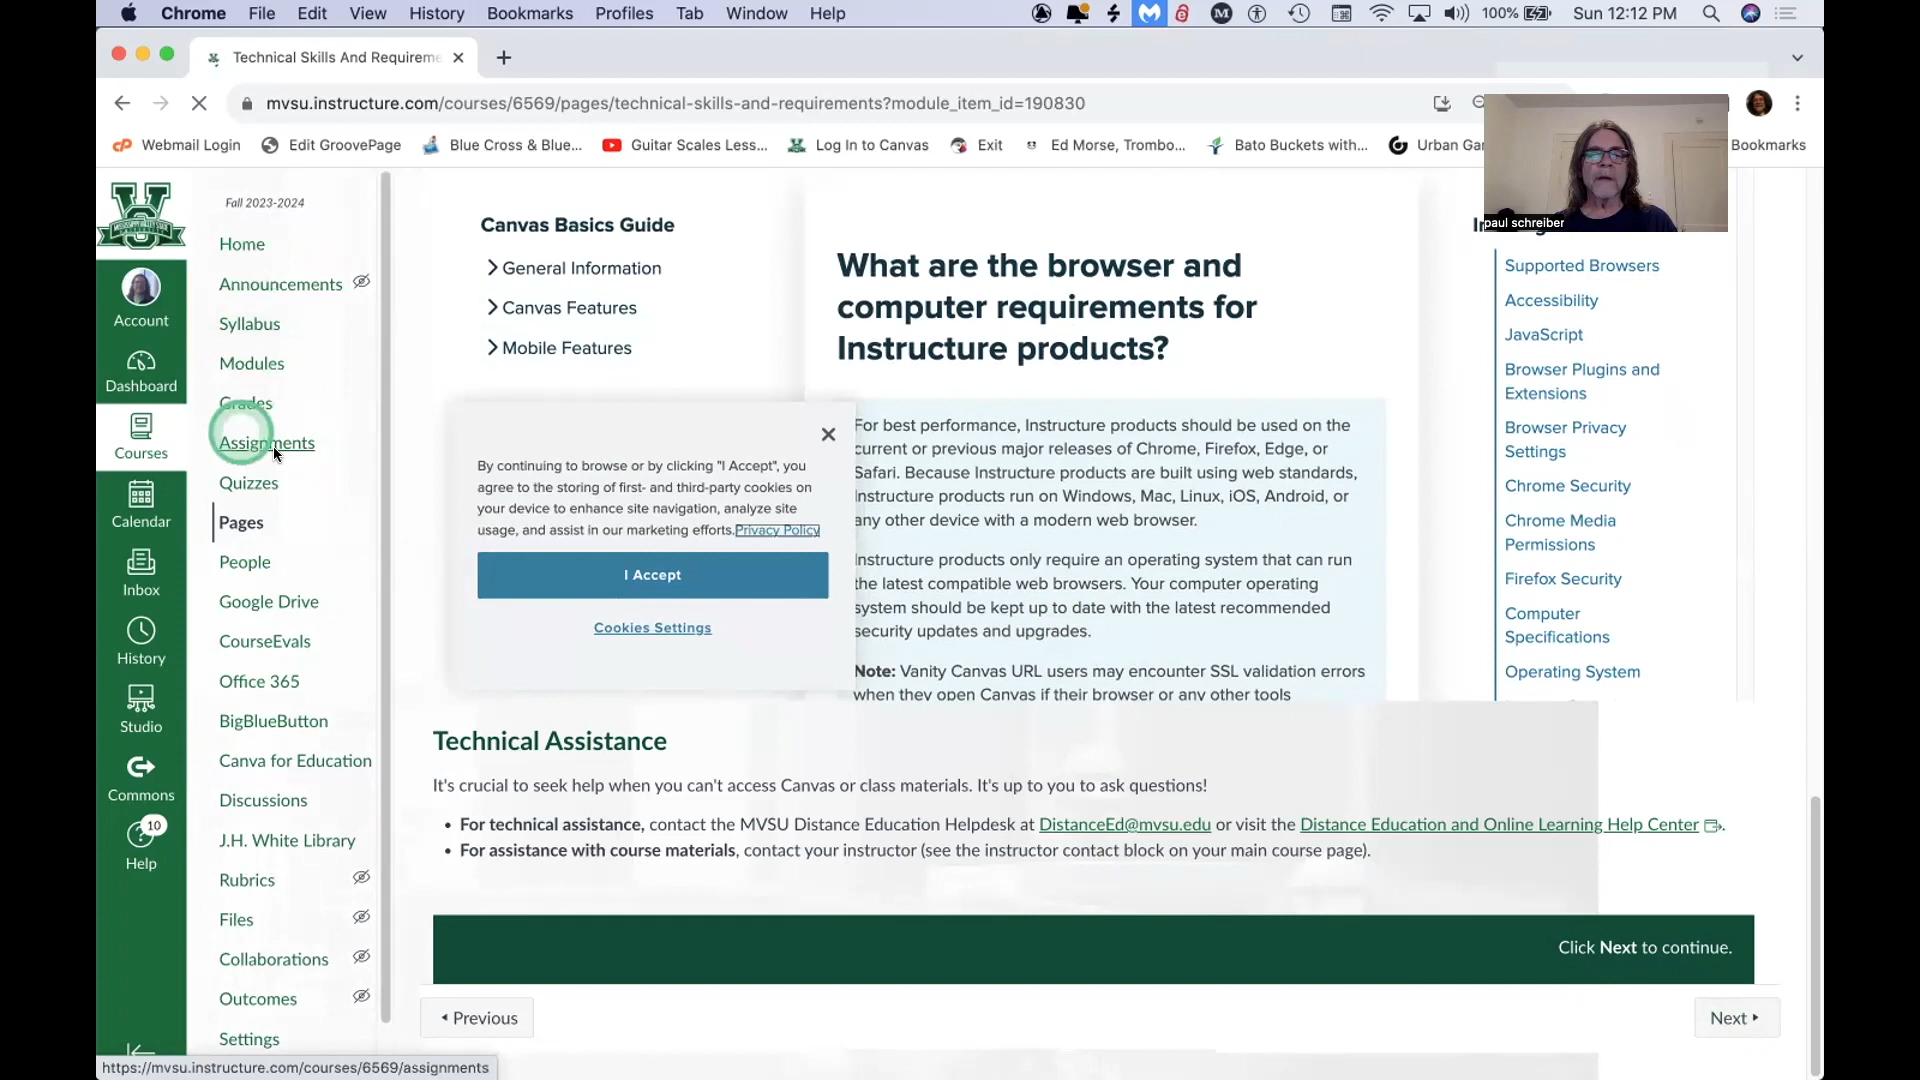 Chrome File Edit View History Bookmarks Profiles Tab Window Help 100% Sun 12:12 PM
Technical Skills And Requireme
mvsu.instructure.com/courses/6569/pages/technical-skills-and-requirements?module_item_id=190830
Webmail Login Edit GroovePage Blue Cross & Blue... Guitar Scales Less... Log In to Canvas Exit Ed Morse, Trombo... Bato Buckets with... Urban Gar Bookmarks
paul schreiber
Account
Dashboard
Courses
Calendar
Inbox
History
Studio
Commons
10
Help
Fall 2023-2024
Home
Announcements
Syllabus
Modules
Grades
Assignments
Quizzes
Pages
People
Google Drive
CourseEvals
Office 365
BigBlueButton
Canva for Education
Discussions
J.H. White Library
Rubrics
Files
Collaborations
Outcomes
Settings
Canvas Basics Guide
General Information
Canvas Features
Mobile Features
What are the browser and
computer requirements for
Instructure products?
By continuing to browse or by clicking "I Accept", you
agree to the storing of first- and third-party cookies on
your device to enhance site navigation, analyze site
usage, and assist in our marketing efforts.Privacy Policy
I Accept
Cookies Settings
For best performance, Instructure products should be used on the
current or previous major releases of Chrome, Firefox, Edge, or
Safari. Because Instructure products are built using web standards,
Instructure products run on Windows, Mac, Linux, iOS, Android, or
any other device with a modern web browser.
Instructure products only require an operating system that can run
the latest compatible web browsers. Your computer operating
system should be kept up to date with the latest recommended
security updates and upgrades.
Note: Vanity Canvas URL users may encounter SSL validation errors
when they open Canvas if their browser or any other tools
Supported Browsers
Accessibility
JavaScript
Browser Plugins and
Extensions
Browser Privacy
Settings
Chrome Security
Chrome Media
Permissions
Firefox Security
Computer
Specifications
Operating System
Technical Assistance
It's crucial to seek help when you can't access Canvas or class materials. It's up to you to ask questions!
• For technical assistance, contact the MVSU Distance Education Helpdesk at DistanceEd@mvsu.edu or visit the Distance Education and Online Learning Help Center.
• For assistance with course materials, contact your instructor (see the instructor contact block on your main course page).
Click Next to continue.
Previous
Next
https://mvsu.instructure.com/courses/6569/assignments